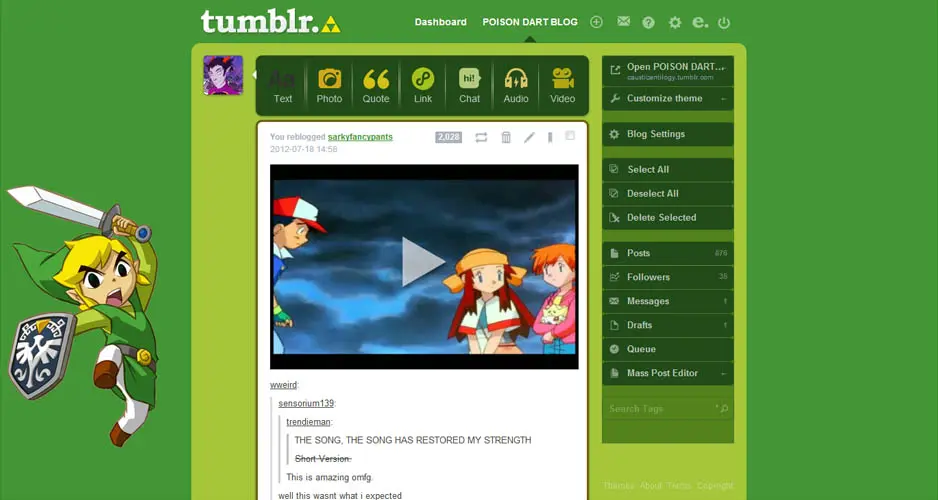 tumblr.
Dashboard
POISON DART BLOG
Text
Photo
Quote
hi!
Link
Chat
Audio
Video
You reblogged sarkyfancypants
2,028
2012-07-18 14:58
wweird:
sensorium139:
trendieman:
THE SONG, THE SONG HAS RESTORED MY STRENGTH
Short Version.
This is amazing omfg.
well this wasnt what i expected
Open POISON DART...
causticantilogy.tumblr.com
Customize theme
Blog Settings
Select All
Deselect All
Delete Selected
Posts
876
Followers
35
Messages
1
Drafts
1
Queue
Mass Post Editor
Search Tags
Themes About Terms Copyright